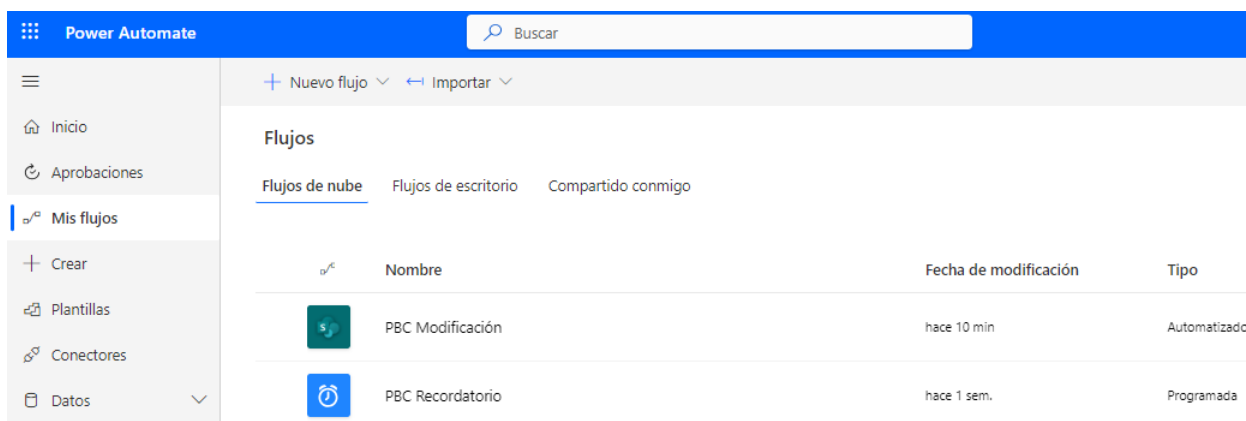 Power Automate
Buscar
Nuevo flujo
Importar
Inicio
Flujos
Aprobaciones
Flujos de nube
Flujos de escritorio
Compartido conmigo
Mis flujos
Crear
Nombre
Fecha de modificación
Tipo
Plantillas
PBC Modificación
hace 10 min
Automatizado
Conectores
Datos
PBC Recordatorio
hace 1 sem.
Programada